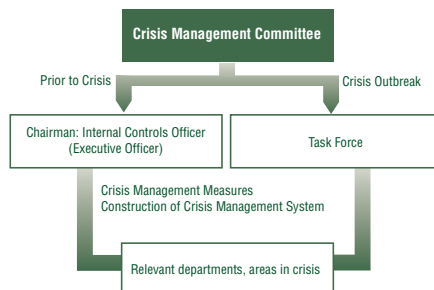 Crisis Management Committee
Prior to Crisis
Crisis Outbreak
Chairman: Internal Controls Officer
(Executive Officer)
Task Force
Crisis Management Measures
Construction of Crisis Management System
Relevant departments, areas in crisis